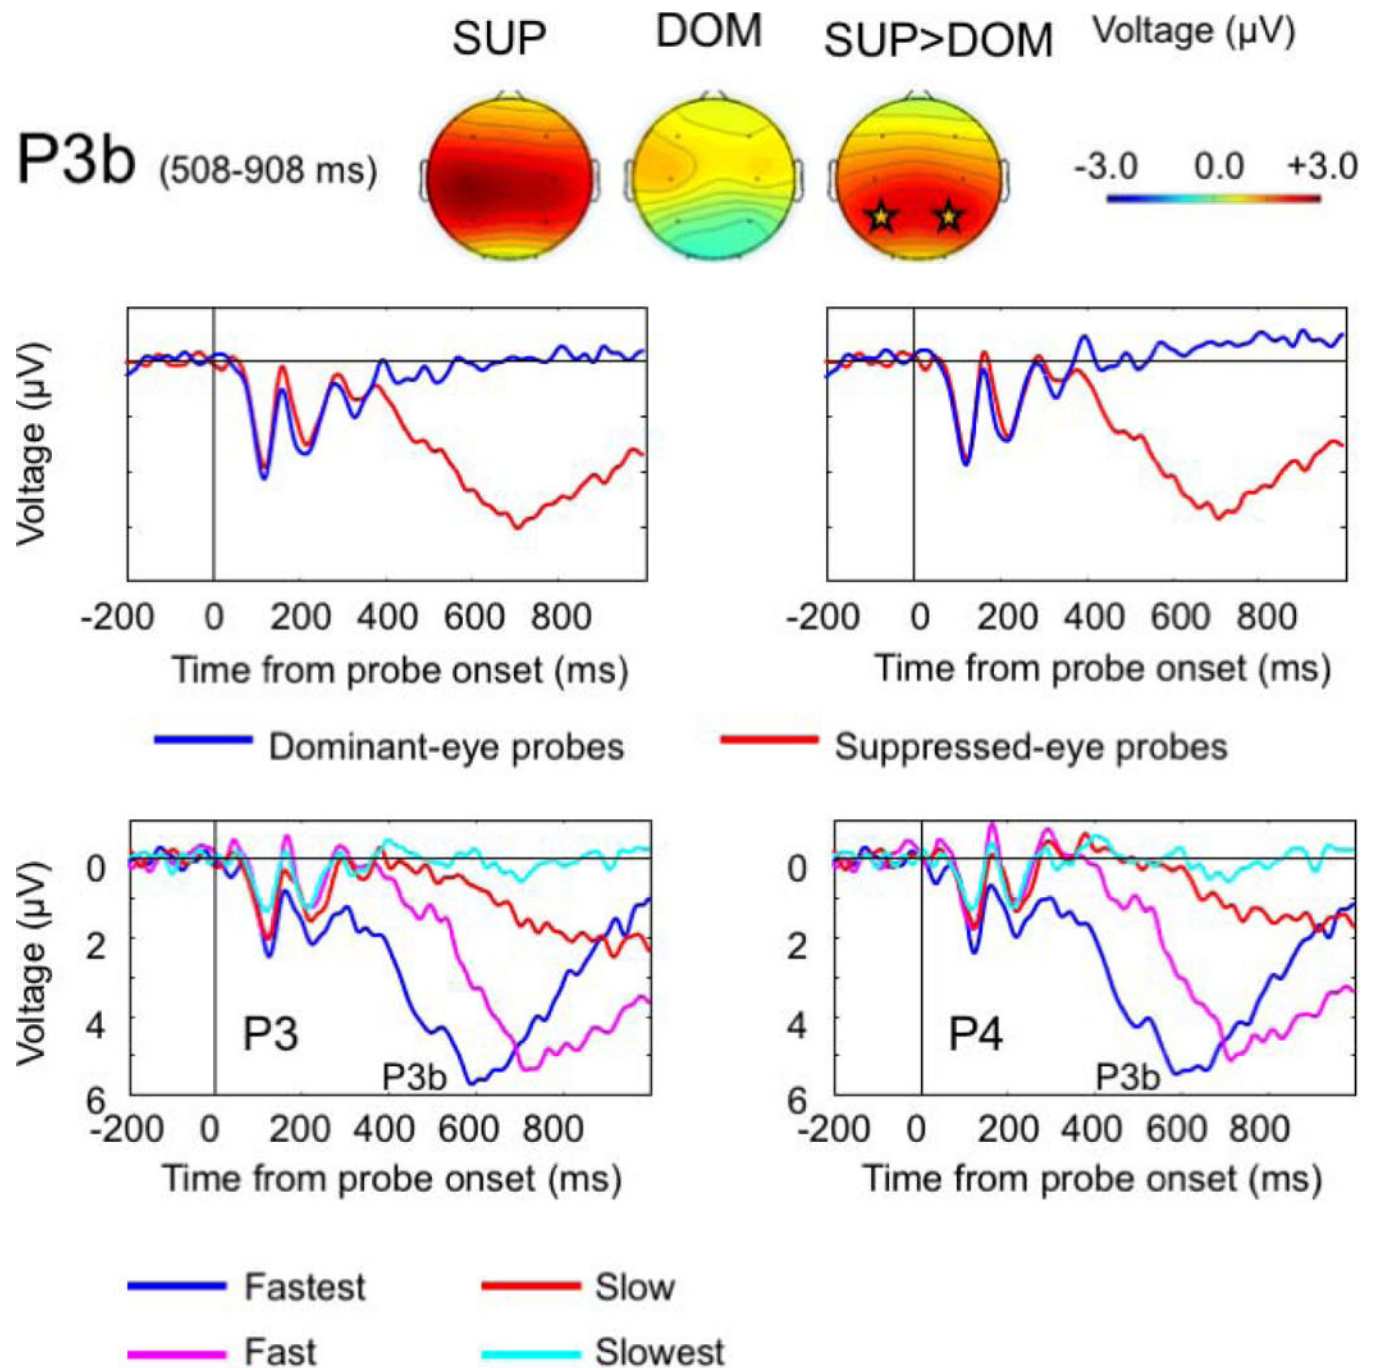 SUP DOM SUP>DOM Voltage (µV)
P3b (508-908 ms)
-3.0 0.0 +3.0
Voltage (µV)
-200 0 200 400 600 800 -200 0 200 400 600 800
Time from probe onset (ms) Time from probe onset (ms)
Dominant-eye probes Suppressed-eye probes
Voltage (µV)
0 0
2 2
4 P3 4 P4
P3b P3b
6 6
-200 0 200 400 600 800 -200 0 200 400 600 800
Time from probe onset (ms) Time from probe onset (ms)
Fastest Slow
Fast Slowest